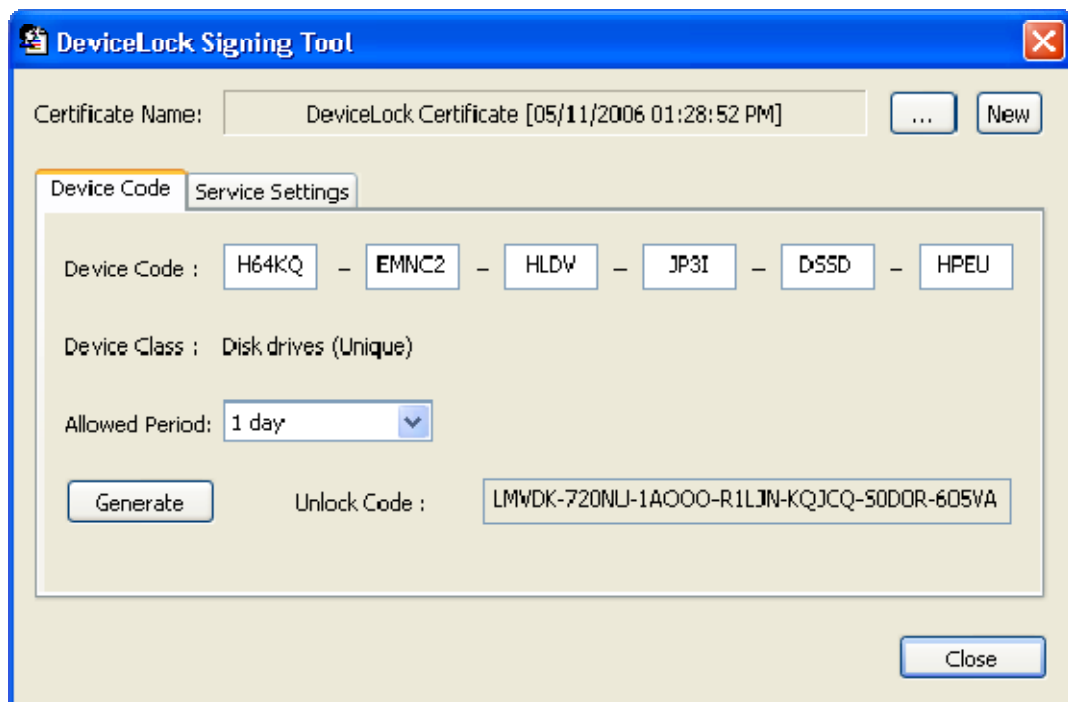 DeviceLock Signing Tool
Certificate Name: DeviceLock Certificate [05/11/2006 01:28:52 PM] ... New
Device Code Service Settings
Device Code : H64KQ – EMNC2 – HLDV – JP3I – DSSD – HPEU
Device Class : Disk drives (Unique)
Allowed Period: 1 day
Generate Unlock Code : LMVDK-720NU-1AOOO-R1LJN-KQJCQ-S0D0R-6O5VA
Close